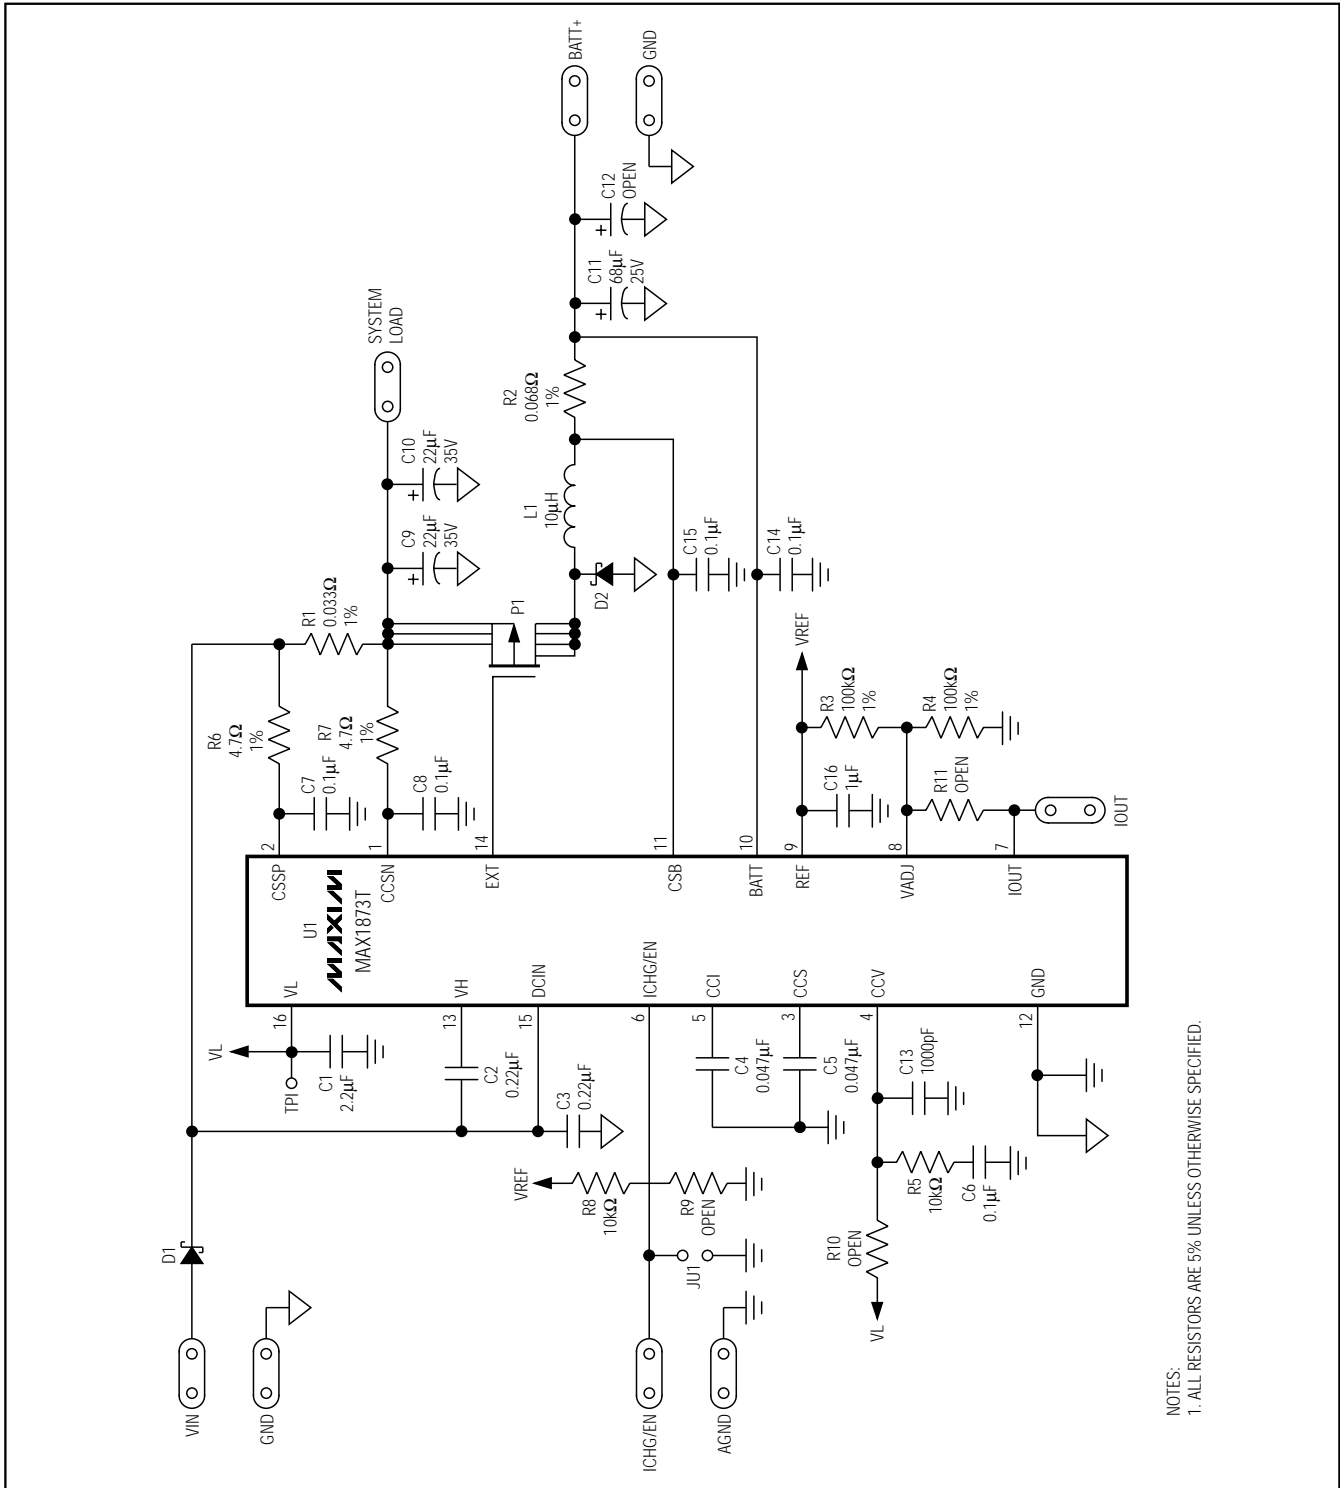 VIN
GND
D1
VL
TPI
C1
2.2µF
16
VL
U1
MAXIM
MAX1873T
CSSP
2
C7
0.1µF
R6
4.7Ω
1%
R1
0.033Ω
1%
CCSN
1
C8
0.1µF
R7
4.7Ω
1%
C9
22µF
35V
C10
22µF
35V
SYSTEM
LOAD
VH
13
C2
0.22µF
DCIN
15
C3
0.22µF
EXT
14
P1
D2
L1
10µH
R2
0.068Ω
1%
C11
68µF
25V
C12
OPEN
BATT+
GND
ICHG/EN
AGND
JU1
VREF
R8
10kΩ
R9
OPEN
ICHG/EN
6
CSB
11
C15
0.1µF
CCI
5
C4
0.047µF
BATT
10
C14
0.1µF
CCS
3
C5
0.047µF
REF
9
C16
1µF
VREF
R3
100kΩ
1%
R4
100kΩ
1%
VL
R10
OPEN
R5
10kΩ
C6
0.1µF
C13
1000pF
CCV
4
VADJ
8
R11
OPEN
GND
12
IOUT
7
IOUT
NOTES:
1. ALL RESISTORS ARE 5% UNLESS OTHERWISE SPECIFIED.